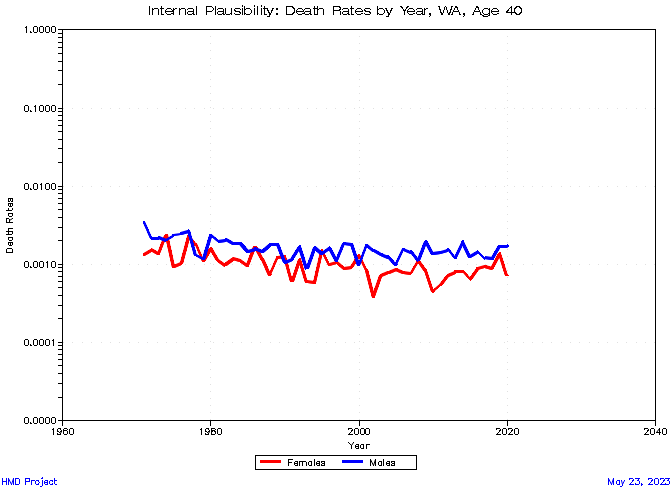 Internal Plausibility: Death Rates by Year, WA, Age 40
Death Rates
1.0000
0.1000
0.0100
0.0010
0.0001
0.0000
1960
1980
2000
2020
2040
Year
Females
Males
HMD Project
May 23, 2023